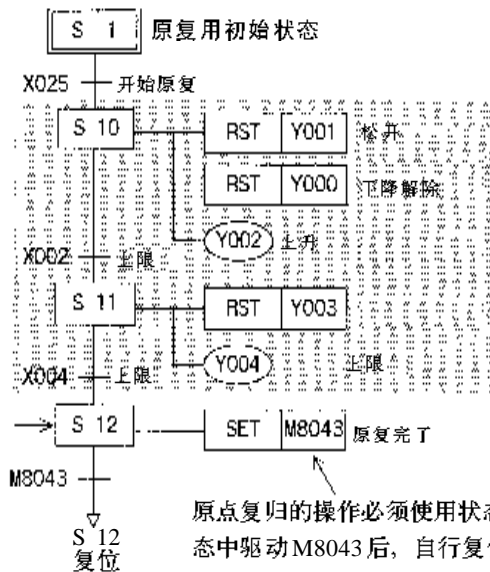 S 1 原复用初始状态
X025 开始原复
S 10 RST Y001 松开
RST Y000 下降解除
Y002 上升
X002 上限
S 11 RST Y003
Y004 上限
X004 上限
S 12 SET M8043 原复完了
M8043
原点复归的操作必须使用状态
S 12 态中驱动M8043后，自行复位
复位